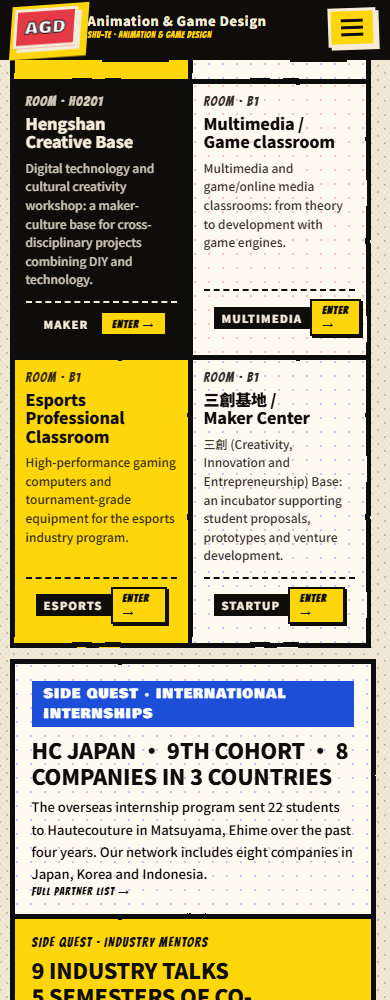 AGD
Animation & Game Design
SHU-TE · ANIMATION & GAME DESIGN
ROOM · H0201
Hengshan
Creative Base
Digital technology and
cultural creativity
workshop: a maker-
culture base for cross-
disciplinary projects
combining DIY and
technology.
MAKER
ENTER →
ROOM · B1
Multimedia /
Game classroom
Multimedia and
game/online media
classrooms: from theory
to development with
game engines.
MULTIMEDIA
ENTER
→
ROOM · B1
Esports
Professional
Classroom
High-performance gaming
computers and
tournament-grade
equipment for the esports
industry program.
ESPORTS
ENTER
→
ROOM · B1
三創基地 /
Maker Center
三創 (Creativity,
Innovation and
Entrepreneurship) Base:
an incubator supporting
student proposals,
prototypes and venture
development.
STARTUP
ENTER
→
SIDE QUEST · INTERNATIONAL
INTERNSHIPS
HC JAPAN · 9TH COHORT · 8
COMPANIES IN 3 COUNTRIES
The overseas internship program sent 22 students
to Hautecouture in Matsuyama, Ehime over the past
four years. Our network includes eight companies in
Japan, Korea and Indonesia.
FULL PARTNER LIST →
SIDE QUEST · INDUSTRY MENTORS
9 INDUSTRY TALKS
5 SEMESTERS OF CO-